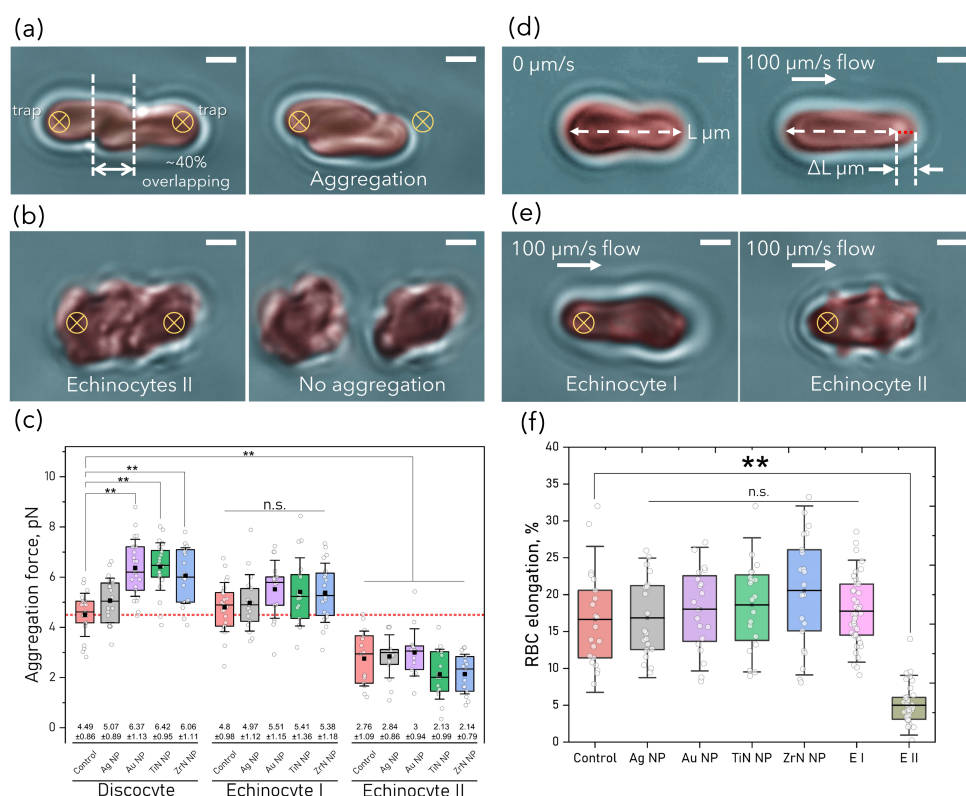 (a)
trap
trap
~40%
overlapping
Aggregation
(b)
Echinocytes II
No aggregation
(c)
Aggregation force, pN
10
8
6
4
2
0
**
**
**
**
n.s.
4.49 5.07 6.37 6.42 6.06 4.8 4.97 5.51 5.41 5.38 2.76 2.84 3 2.13 2.14
±0.86 ±0.89 ±1.13 ±0.95 ±1.11 ±0.98 ±1.12 ±1.15 ±1.36 ±1.18 ±1.09 ±0.86 ±0.94 ±0.99 ±0.79
Control Ag NP Au NP TiN NP ZrN NP Control Ag NP Au NP TiN NP ZrN NP Control Ag NP Au NP TiN NP ZrN NP
Discocyte Echinocyte I Echinocyte II
(d)
0 µm/s
L µm
100 µm/s flow
ΔL µm
(e)
100 µm/s flow
Echinocyte I
100 µm/s flow
Echinocyte II
(f)
RBC elongation, %
40
35
30
25
20
15
10
5
0
**
n.s.
Control Ag NP Au NP TiN NP ZrN NP E I E II